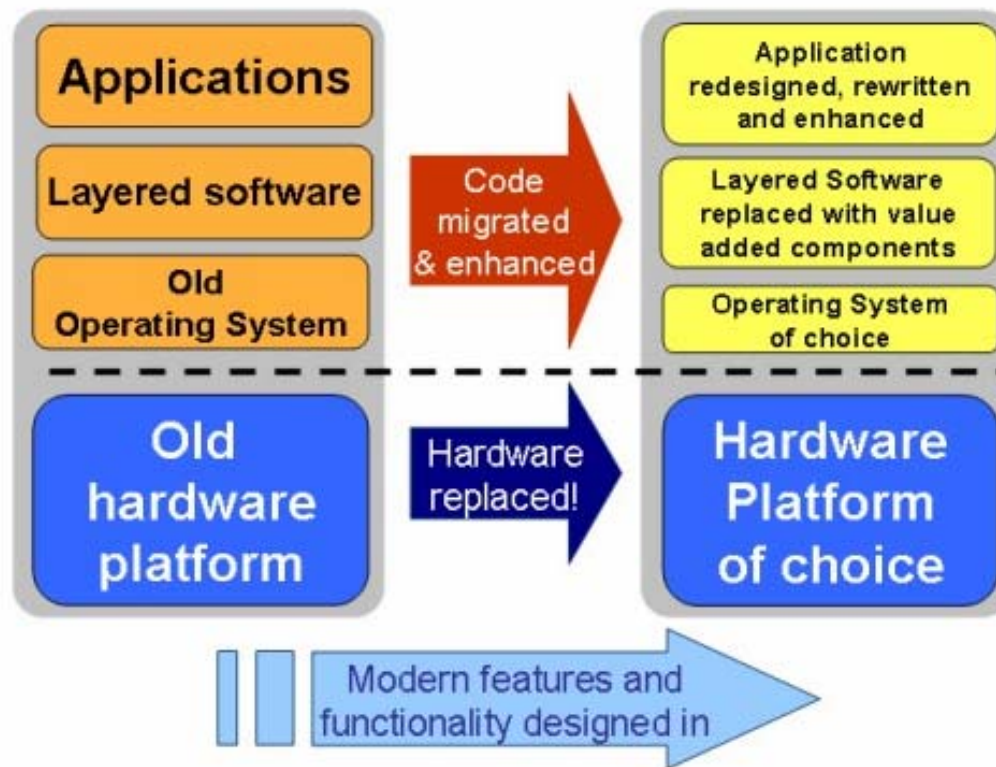 Applications
Layered software
Old
Operating System
Old
hardware
platform
Code
migrated
& enhanced
Hardware
replaced!
Application
redesigned, rewritten
and enhanced
Layered Software
replaced with value
added components
Operating System
of choice
Hardware
Platform
of choice
Modern features and
functionality designed in